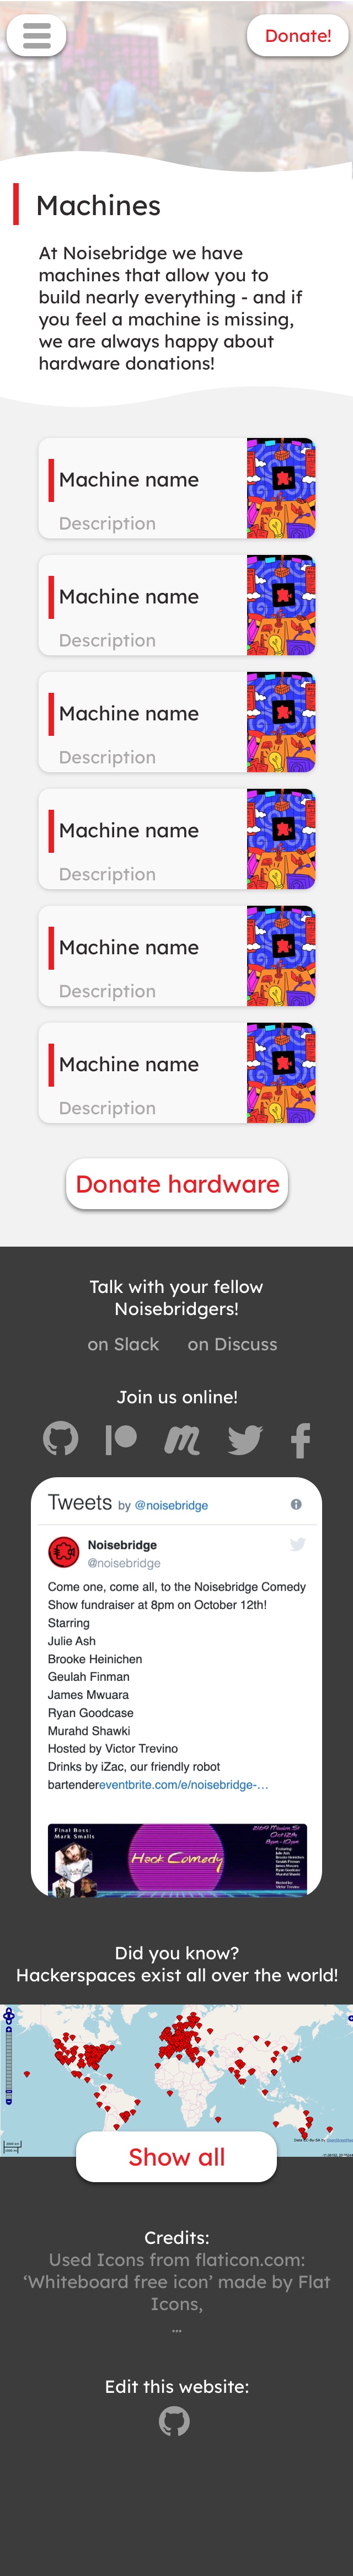 Donate!
Machines
At Noisebridge we have
machines that allow you to
build nearly everything - and if
you feel a machine is missing,
we are always happy about
hardware donations!
Machine name
Description
Machine name
Description
Machine name
Description
Machine name
Description
Machine name
Description
Machine name
Description
Donate hardware
Talk with your fellow
Noisebridgers!
on Slack on Discuss
Join us online!
Tweets by @noisebridge
Noisebridge
@noisebridge
Come one, come all, to the Noisebridge Comedy
Show fundraiser at 8pm on October 12th!
Starring
Julie Ash
Brooke Heinichen
Geulah Finman
James Mwuara
Ryan Goodcase
Murahd Shawki
Hosted by Victor Trevino
Drinks by iZac, our friendly robot
bartendereventbrite.com/e/noisebridge-…
Final Boss:
Mark Smalls
Hack Comedy
2169 Mission St
Oct 12th
8pm - 10pm
Did you know?
Hackerspaces exist all over the world!
Show all
Credits:
Used Icons from flaticon.com:
‘Whiteboard free icon’ made by Flat
Icons,
...
Edit this website: